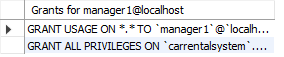 Grants for manager1@localhost
GRANT USAGE ON *.* TO `manager1`@`localh...
GRANT ALL PRIVILEGES ON `carrentalsystem`....